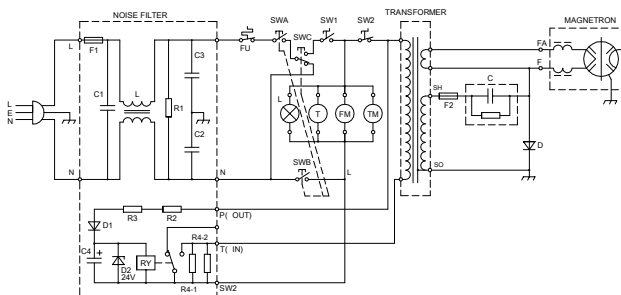 NOISE FILTER
TRANSFORMER
MAGNETRON
SWA
SW1
SW2
SWC
FU
L
F1
C3
FA
F
C1
L
R1
L
T
FM
TM
SH
F2
C
L
E
N
C2
D
SWB
N
N
L
SO
R3
R2
P( OUT)
D1
T( IN)
R4-2
C4
+
D2
24V
RY
R4-1
SW2